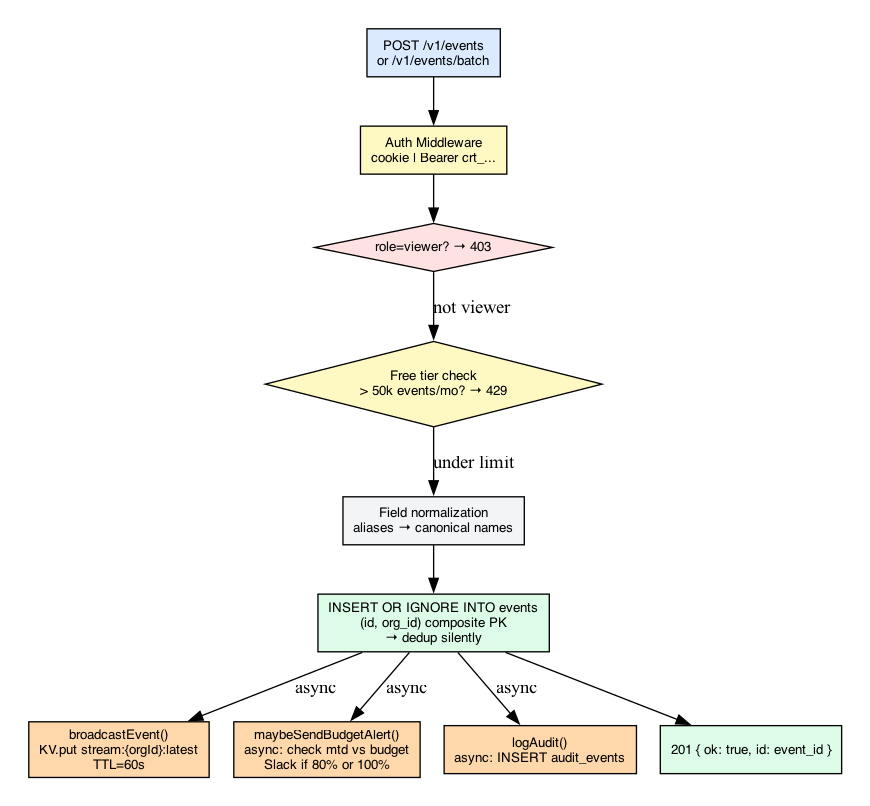 POST /v1/events
or /v1/events/batch
Auth Middleware
cookie | Bearer crt_...
role=viewer? → 403
not viewer
Free tier check
> 50k events/mo? → 429
under limit
Field normalization
aliases → canonical names
INSERT OR IGNORE INTO events
(id, org_id) composite PK
→ dedup silently
async
async
async
broadcastEvent()
KV.put stream:{orgId}:latest
TTL=60s
maybeSendBudgetAlert()
async: check mtd vs budget
Slack if 80% or 100%
logAudit()
async: INSERT audit_events
201 { ok: true, id: event_id }